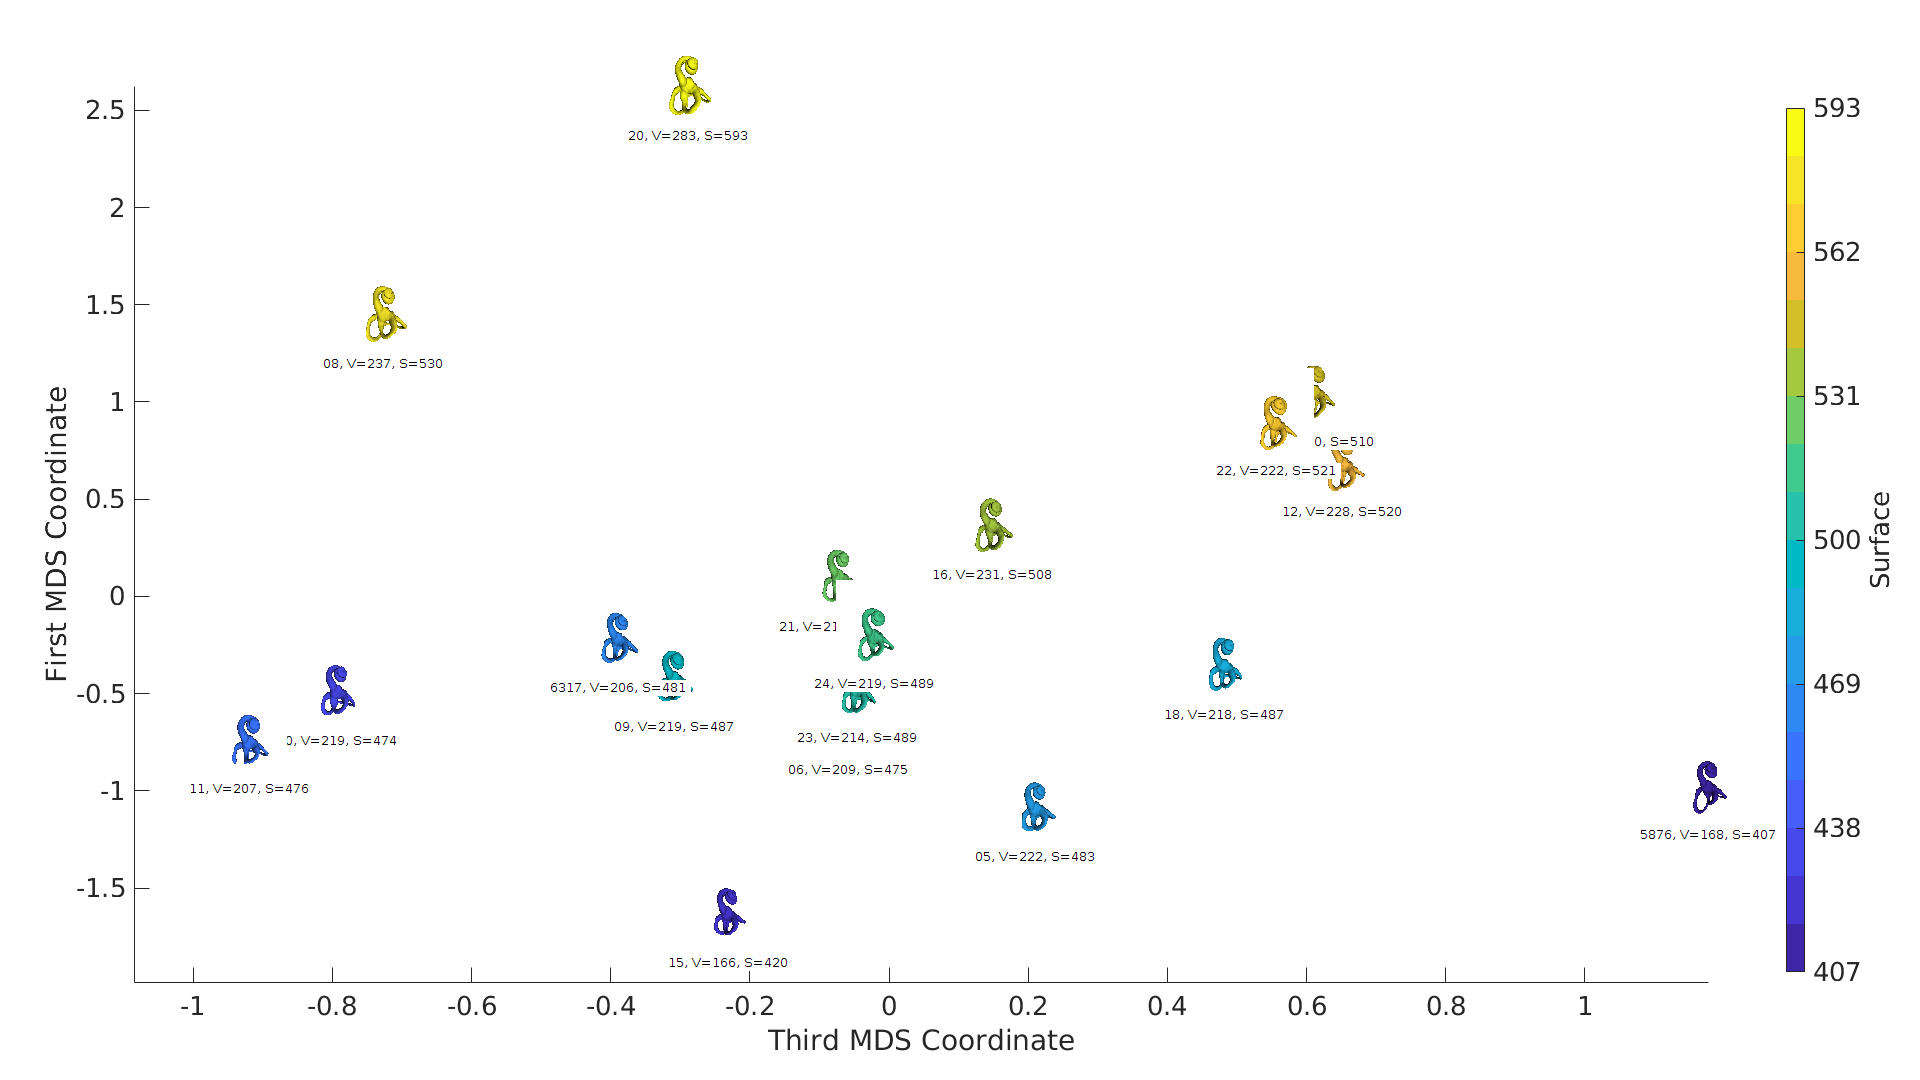 20, V=283, S=593
08, V=237, S=530
0, S=510
22, V=222, S=521
12, V=228, S=520
16, V=231, S=508
21, V=21
24, V=219, S=489
6317, V=206, S=481
09, V=219, S=487
18, V=218, S=487
0, V=219, S=474
23, V=214, S=489
06, V=209, S=475
11, V=207, S=476
05, V=222, S=483
5876, V=168, S=407
15, V=166, S=420
2.5
2
1.5
1
0.5
0
-0.5
-1
-1.5
First MDS Coordinate
-1
-0.8
-0.6
-0.4
-0.2
0
0.2
0.4
0.6
0.8
1
Third MDS Coordinate
593
562
531
500
469
438
407
Surface